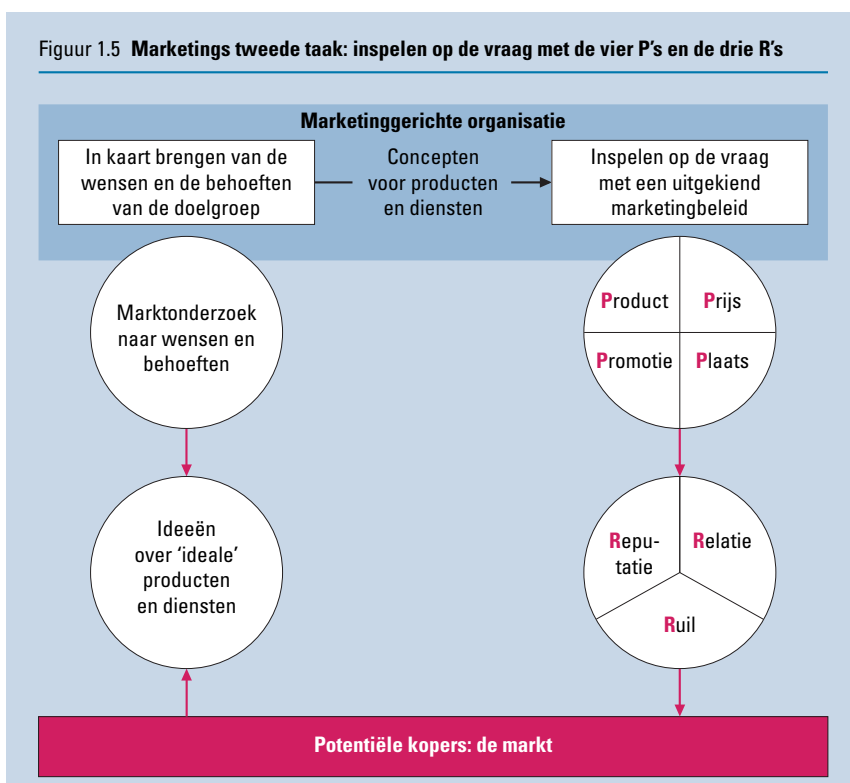 Figuur 1.5 Marketings tweede taak: inspelen op de vraag met de vier P's en de drie R's
Marketinggerichte organisatie
In kaart brengen van de
wensen en de behoeften
van de doelgroep
Concepten
voor producten
en diensten
Inspelen op de vraag
met een uitgekiend
marketingbeleid
Marktonderzoek
naar wensen en
behoeften
Product
Prijs
Promotie
Plaats
Ideeën
over ‘ideale’
producten
en diensten
Repu-
tatie
Relatie
Ruil
Potentiële kopers: de markt